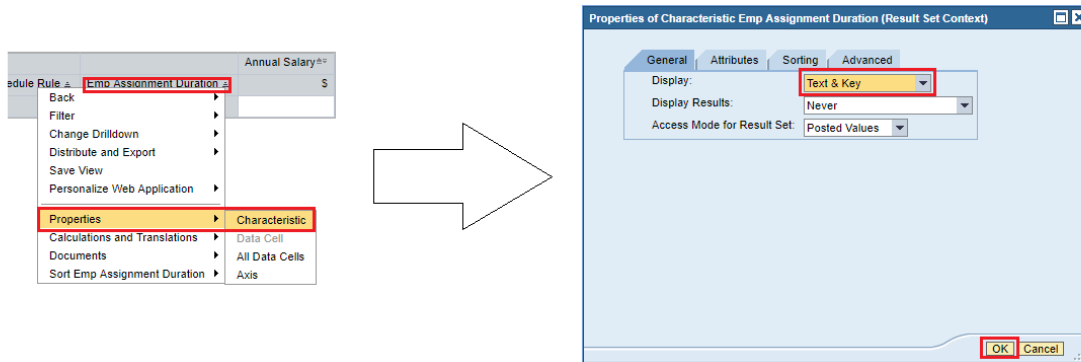 Annual Salary
edule Rule Emp Assignment Duration $
Back
Filter
Change Drilldown
Distribute and Export
Save View
Personalize Web Application
Properties
Calculations and Translations
Documents
Sort Emp Assignment Duration
Characteristic
Data Cell
All Data Cells
Axis
Properties of Characteristic Emp Assignment Duration (Result Set Context)
General Attributes Sorting Advanced
Display: Text & Key
Display Results: Never
Access Mode for Result Set: Posted Values
OK Cancel